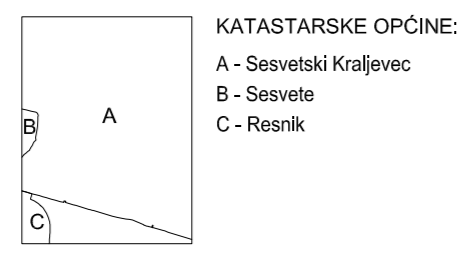 KATASTARSKE OPĆINE:
A - Sesvetski Kraljevec
B - Sesvete
C - Resnik
A
B
C